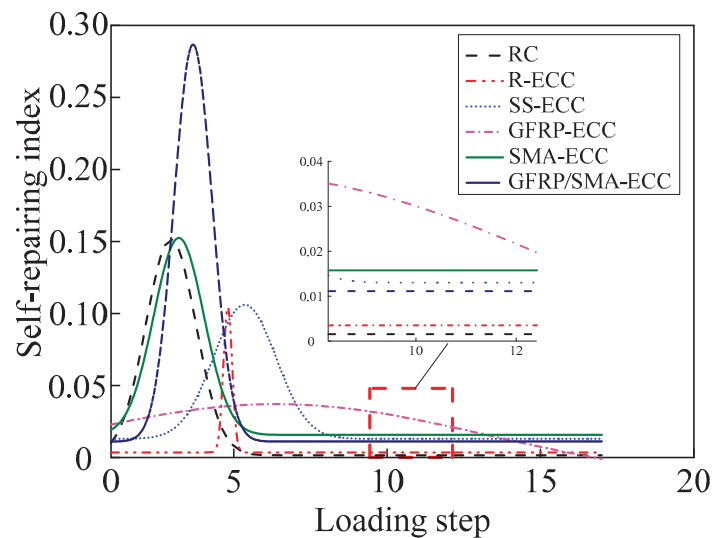 0.30
0.25
0.20
0.15
0.10
0.05
0
Self-repairing index
0 5 10 15 20
Loading step
RC
R-ECC
SS-ECC
GFRP-ECC
SMA-ECC
GFRP/SMA-ECC
0.04
0.03
0.02
0.01
0
10 12